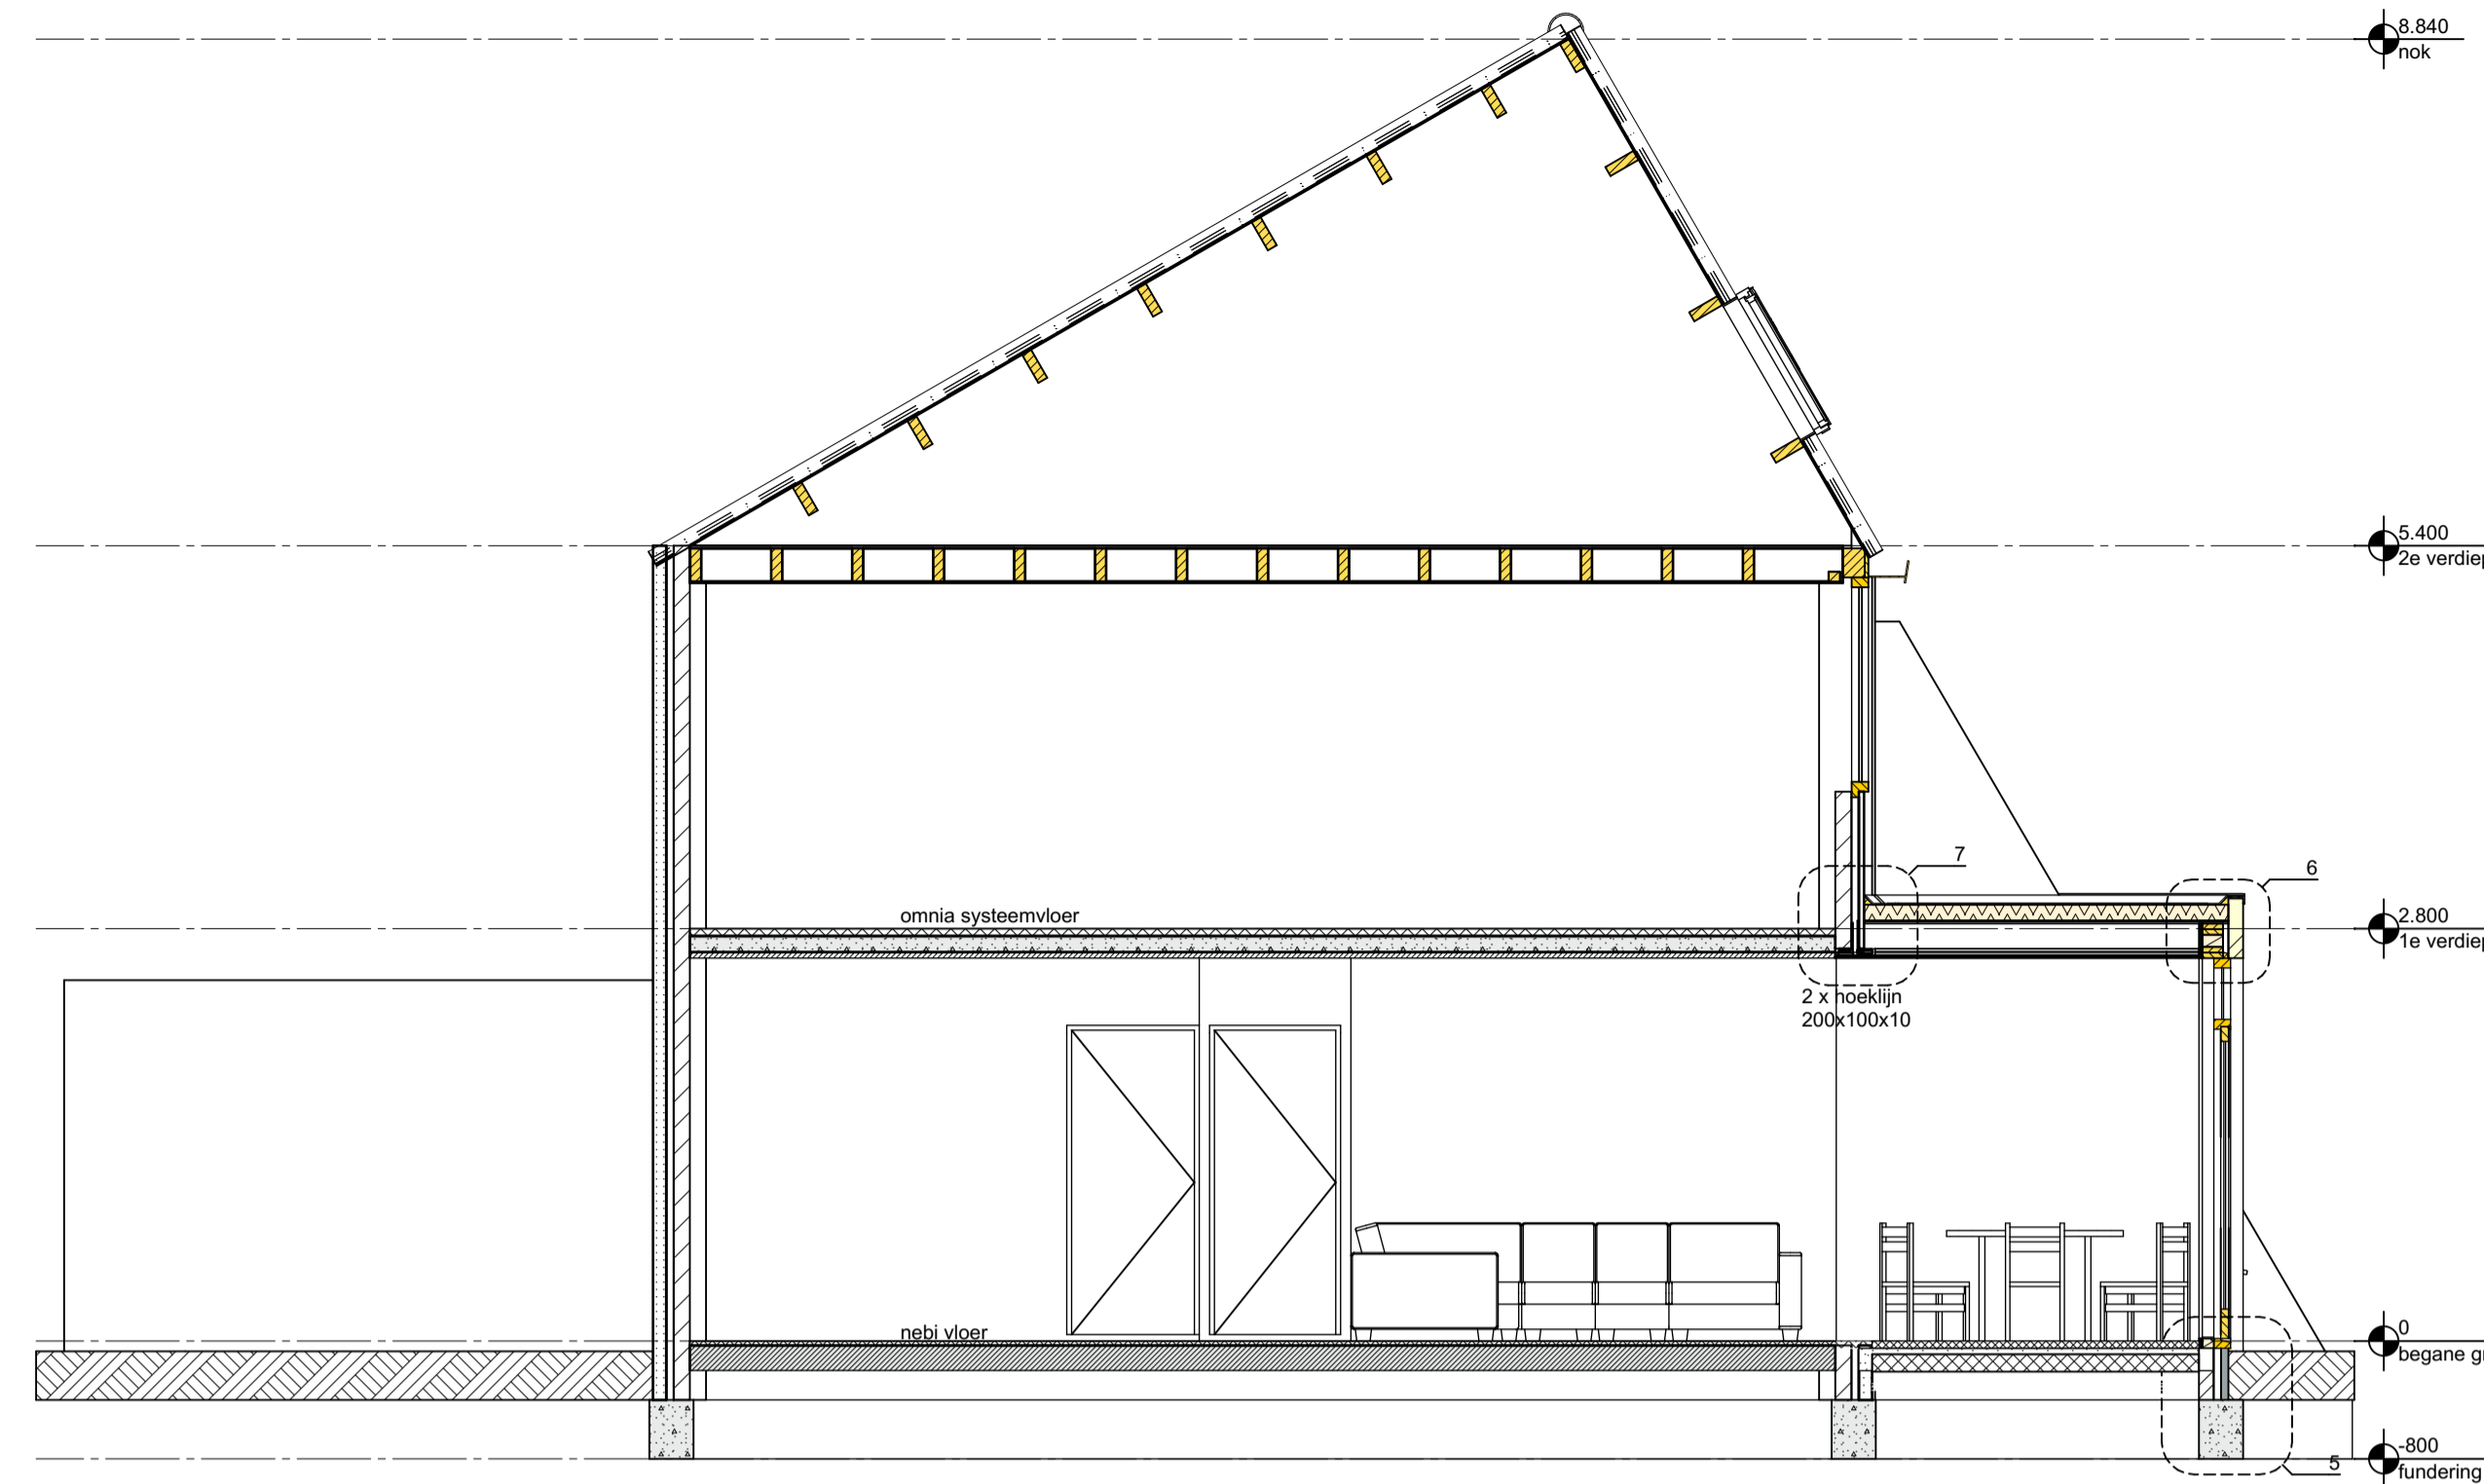 8.840
nok
5.400
2e verdiep
7
6
omnia systeemvloer
2.800
1e verdiep
2 x hoeklijn
200x100x10
nebi vloer
0
begane gr
-800
5
fundering